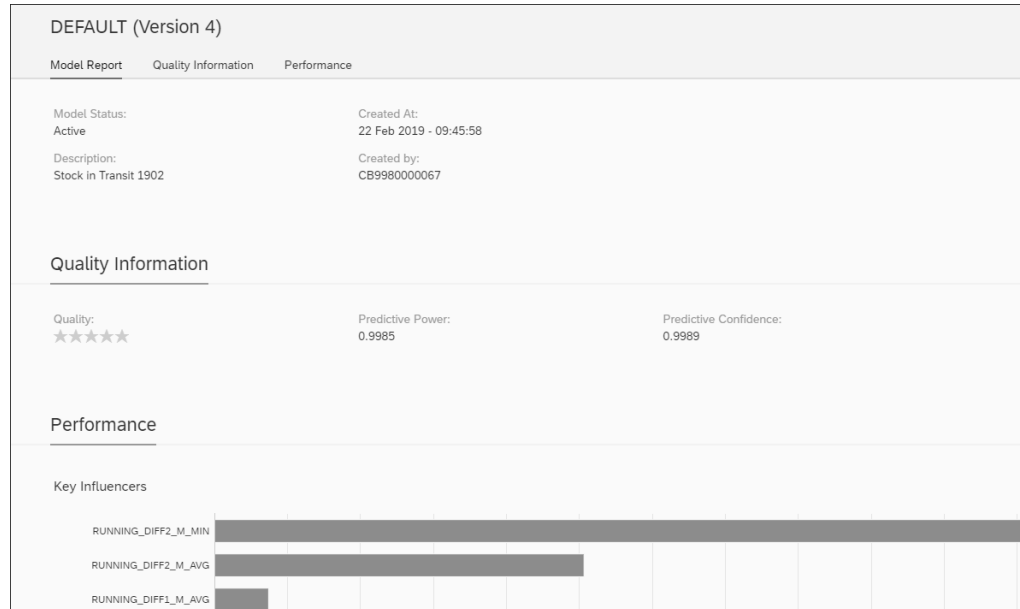 DEFAULT (Version 4)
Model Report Quality Information Performance
Model Status: Created At:
Active 22 Feb 2019 - 09:45:58
Description: Created by:
Stock in Transit 1902 CB9980000067
Quality Information
Quality: Predictive Power: Predictive Confidence:
0.9985 0.9989
Performance
Key Influencers
RUNNING_DIFF2_M_MIN
RUNNING_DIFF2_M_AVG
RUNNING_DIFF1_M_AVG